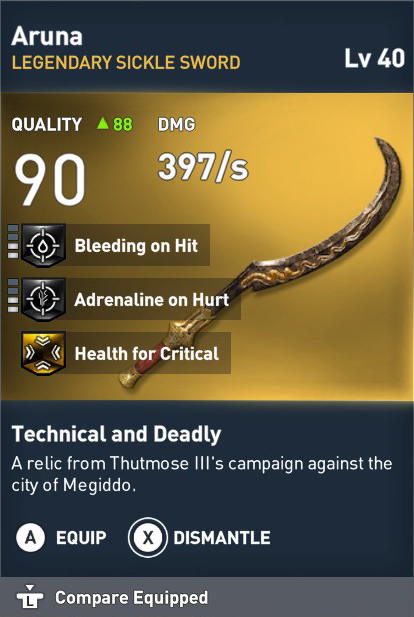 Aruna
LEGENDARY SICKLE SWORD
Lv 40
QUALITY ▲88 DMG
90 397/s
Bleeding on Hit
Adrenaline on Hurt
Health for Critical
Technical and Deadly
A relic from Thutmose III's campaign against the
city of Megiddo.
A EQUIP X DISMANTLE
L Compare Equipped